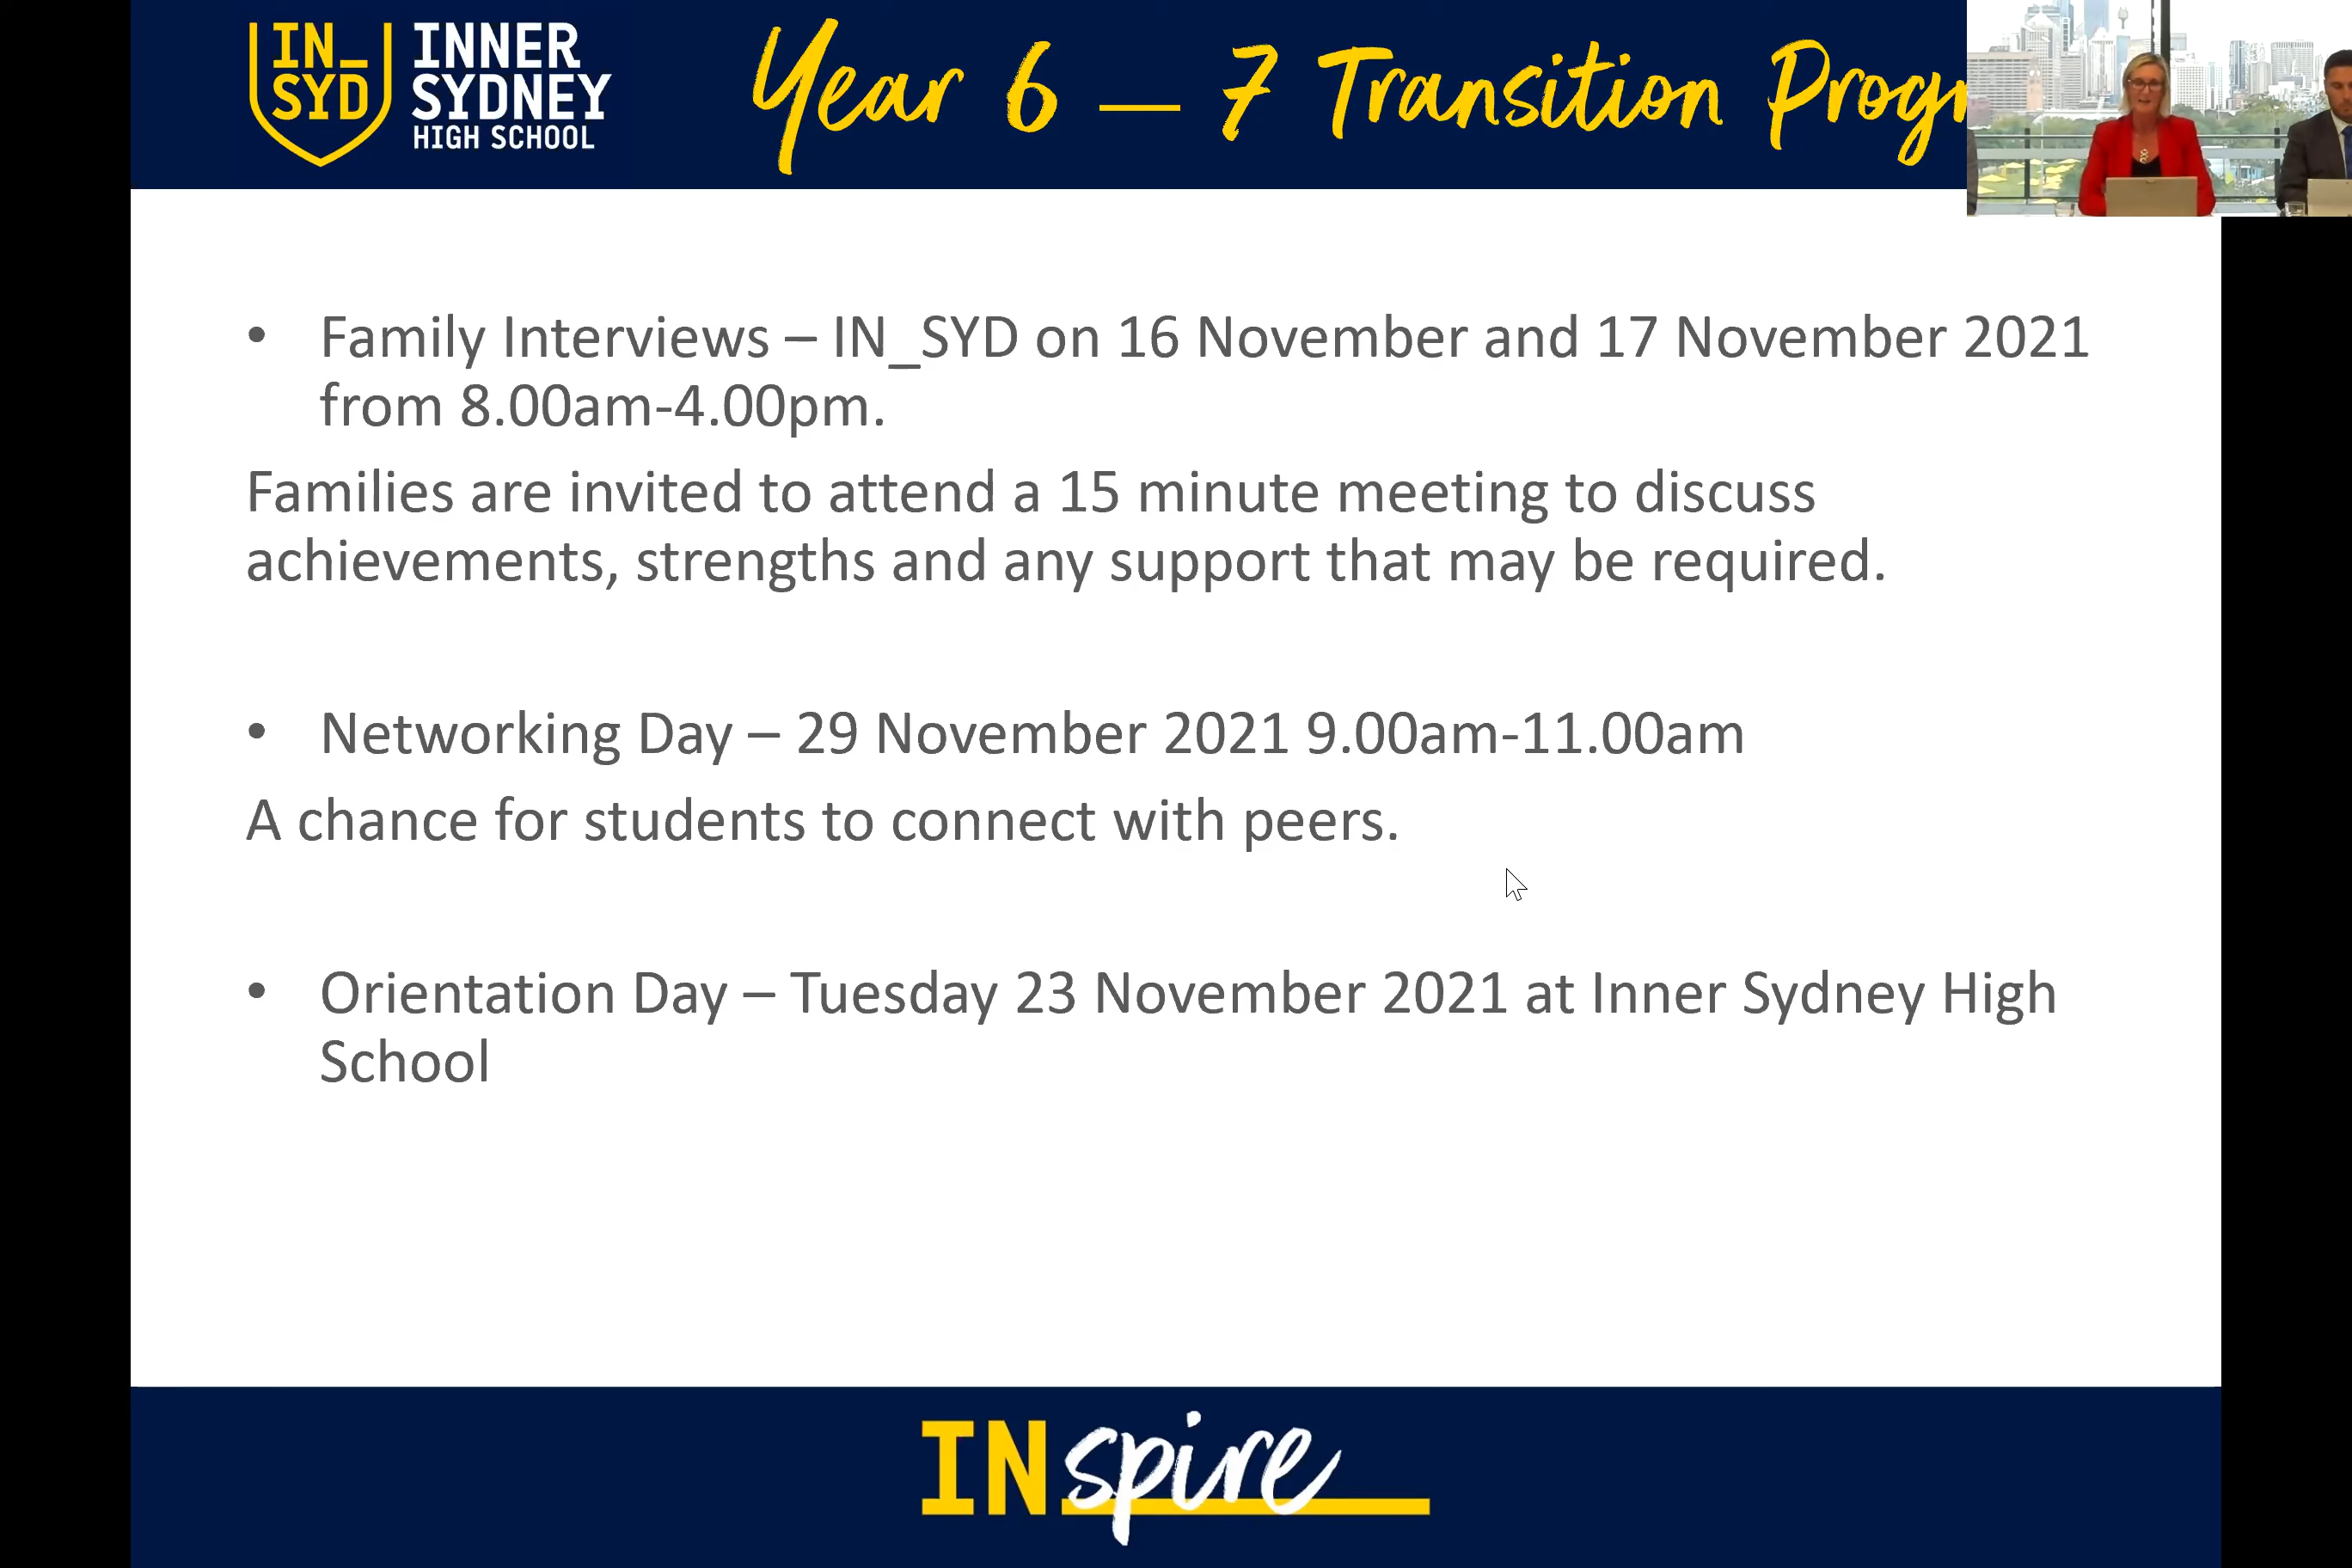 IN_
SYD
INNER
SYDNEY
HIGH SCHOOL
Year 6 – 7 Transition Progr
• Family Interviews – IN_SYD on 16 November and 17 November 2021
from 8.00am-4.00pm.
Families are invited to attend a 15 minute meeting to discuss
achievements, strengths and any support that may be required.
• Networking Day – 29 November 2021 9.00am-11.00am
A chance for students to connect with peers.
• Orientation Day – Tuesday 23 November 2021 at Inner Sydney High
School
INspire